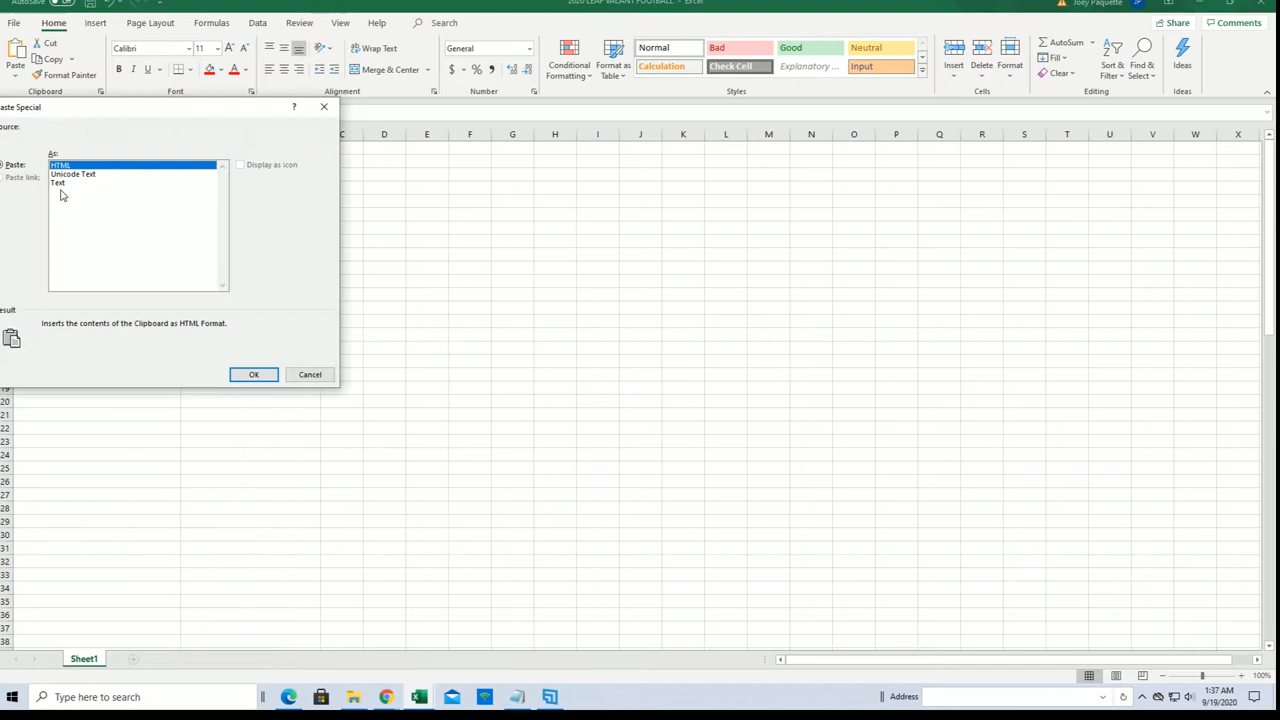 AutoSave
2020 LEAF VALANT FOOTBALL - Excel
Joey Paquette JP
File Home Insert Page Layout Formulas Data Review View Help Search Share Comments
Paste Cut Copy Format Painter
Clipboard
Calibri 11
B I U
Font
Wrap Text
Merge & Center
Alignment
General
$ % 
Number
Conditional Formatting
Format as Table
Normal Bad Good Neutral
Calculation Check Cell Explanatory ... Input
Styles
Insert Delete Format
Cells
AutoSum
Fill
Clear
Sort & Filter
Find & Select
Editing
Ideas
aste Special ?
ource:
As:
Paste:
Paste link:
HTML
Unicode Text
Text
Display as icon
esult
Inserts the contents of the Clipboard as HTML Format.
OK Cancel
C D E F G H I J K L M N O P Q R S T U V W X
19
20
21
22
23
24
25
26
27
28
29
30
31
32
33
34
35
36
37
38
Sheet1
100%
Type here to search
Address
1:37 AM
9/19/2020